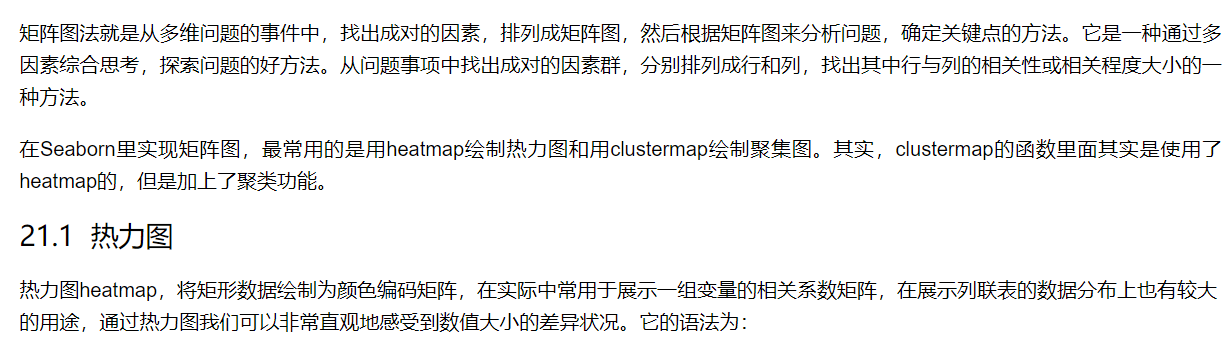 矩阵图法就是从多维问题的事件中，找出成对的因素，排列成矩阵图，然后根据矩阵图来分析问题，确定关键点的方法。它是一种通过多
因素综合思考，探索问题的好方法。从问题事项中找出成对的因素群，分别排列成行和列，找出其中行与列的相关性或相关程度大小的一
种方法。
在Seaborn里实现矩阵图，最常用的是用heatmap绘制热力图和用clustermap绘制聚集图。其实，clustermap的函数里面其实是使用了
heatmap的，但是加上了聚类功能。
21.1 热力图
热力图heatmap，将矩形数据绘制为颜色编码矩阵，在实际中常用于展示一组变量的相关系数矩阵，在展示列联表的数据分布上也有较大
的用途，通过热力图我们可以非常直观地感受到数值大小的差异状况。它的语法为：